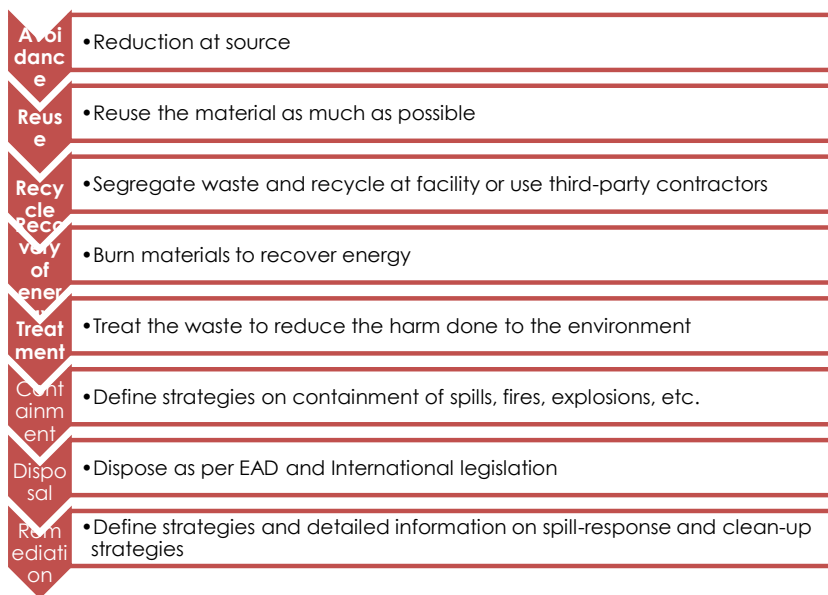 Avoi
danc
e
•Reduction at source
Reus
e
•Reuse the material as much as possible
Recy
cle
•Segregate waste and recycle at facility or use third-party contractors
Reco
very
of
ener
•Burn materials to recover energy
Treat
ment
•Treat the waste to reduce the harm done to the environment
Cont
ainm
ent
•Define strategies on containment of spills, fires, explosions, etc.
Dispo
sal
•Dispose as per EAD and International legislation
Rem
ediati
on
•Define strategies and detailed information on spill-response and clean-up
strategies